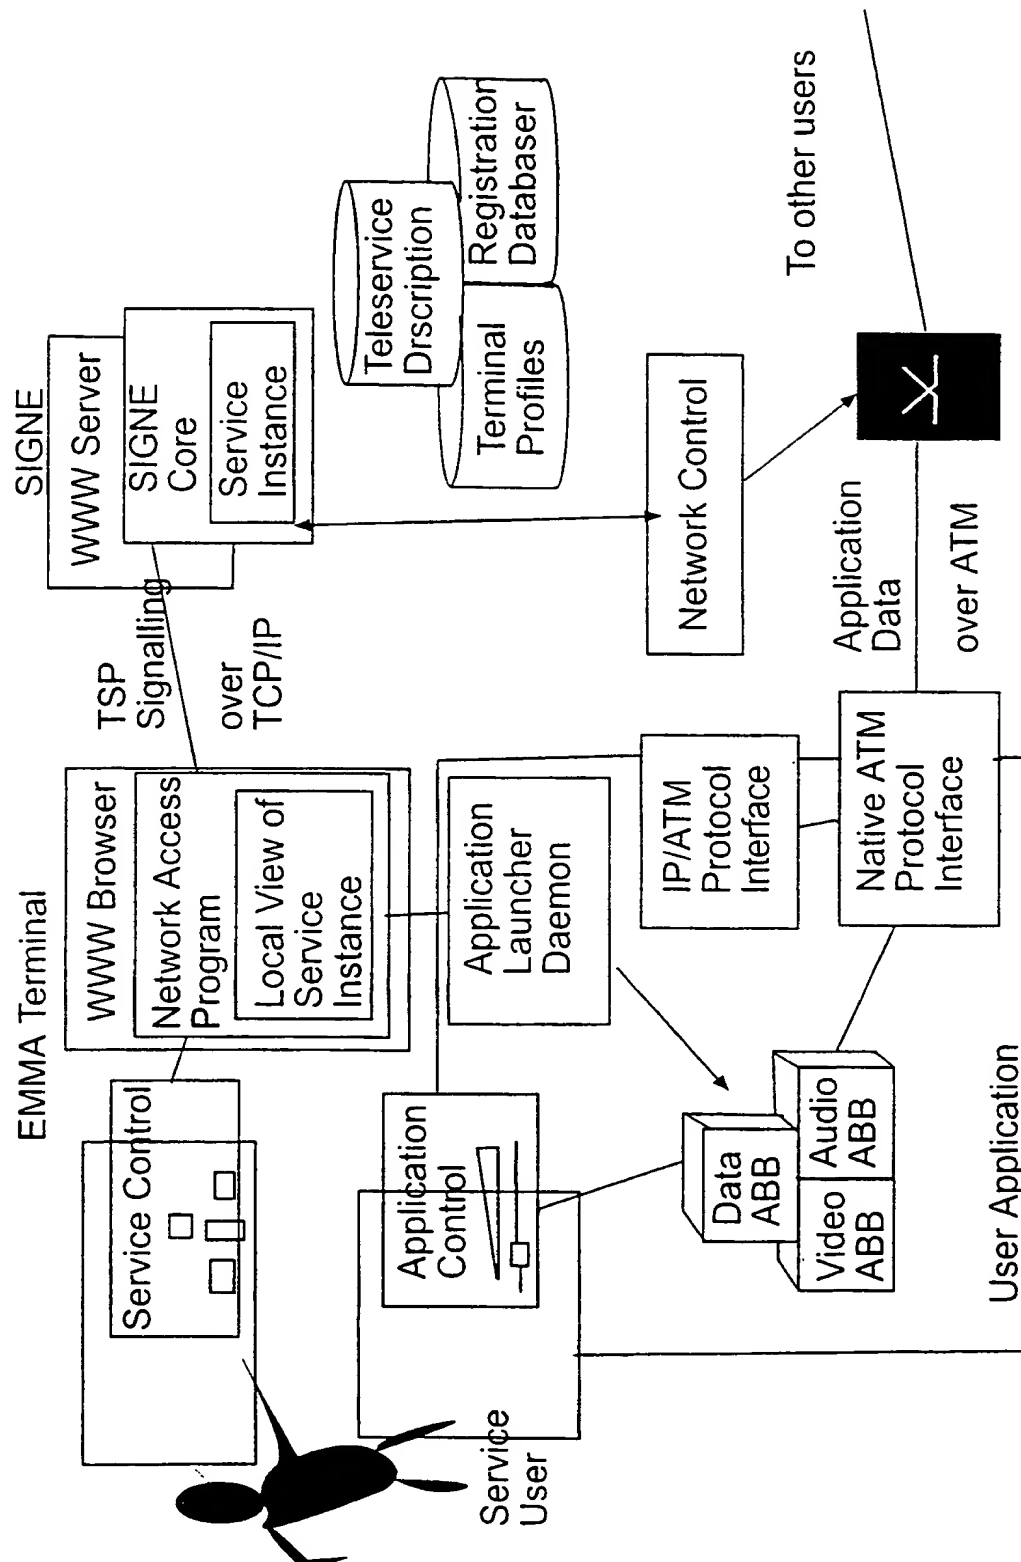 EMMA Terminal
SIGNE
Service Control
WWW Browser
Network Access
Program
Local View of
Service
Instance
TSP
Signalling
over
TCP/IP
WWW Server
SIGNE
Core
Service
Instance
Teleservice
Drscription
Registration
Databaser
Terminal
Profiles
Service
User
Application
Control
Application
Launcher
Daemon
Data
ABB
Video
ABB
Audio
ABB
IP/ATM
Protocol
Interface
Native ATM
Protocol
Interface
Network Control
Application
Data
over ATM
To other users
User Application